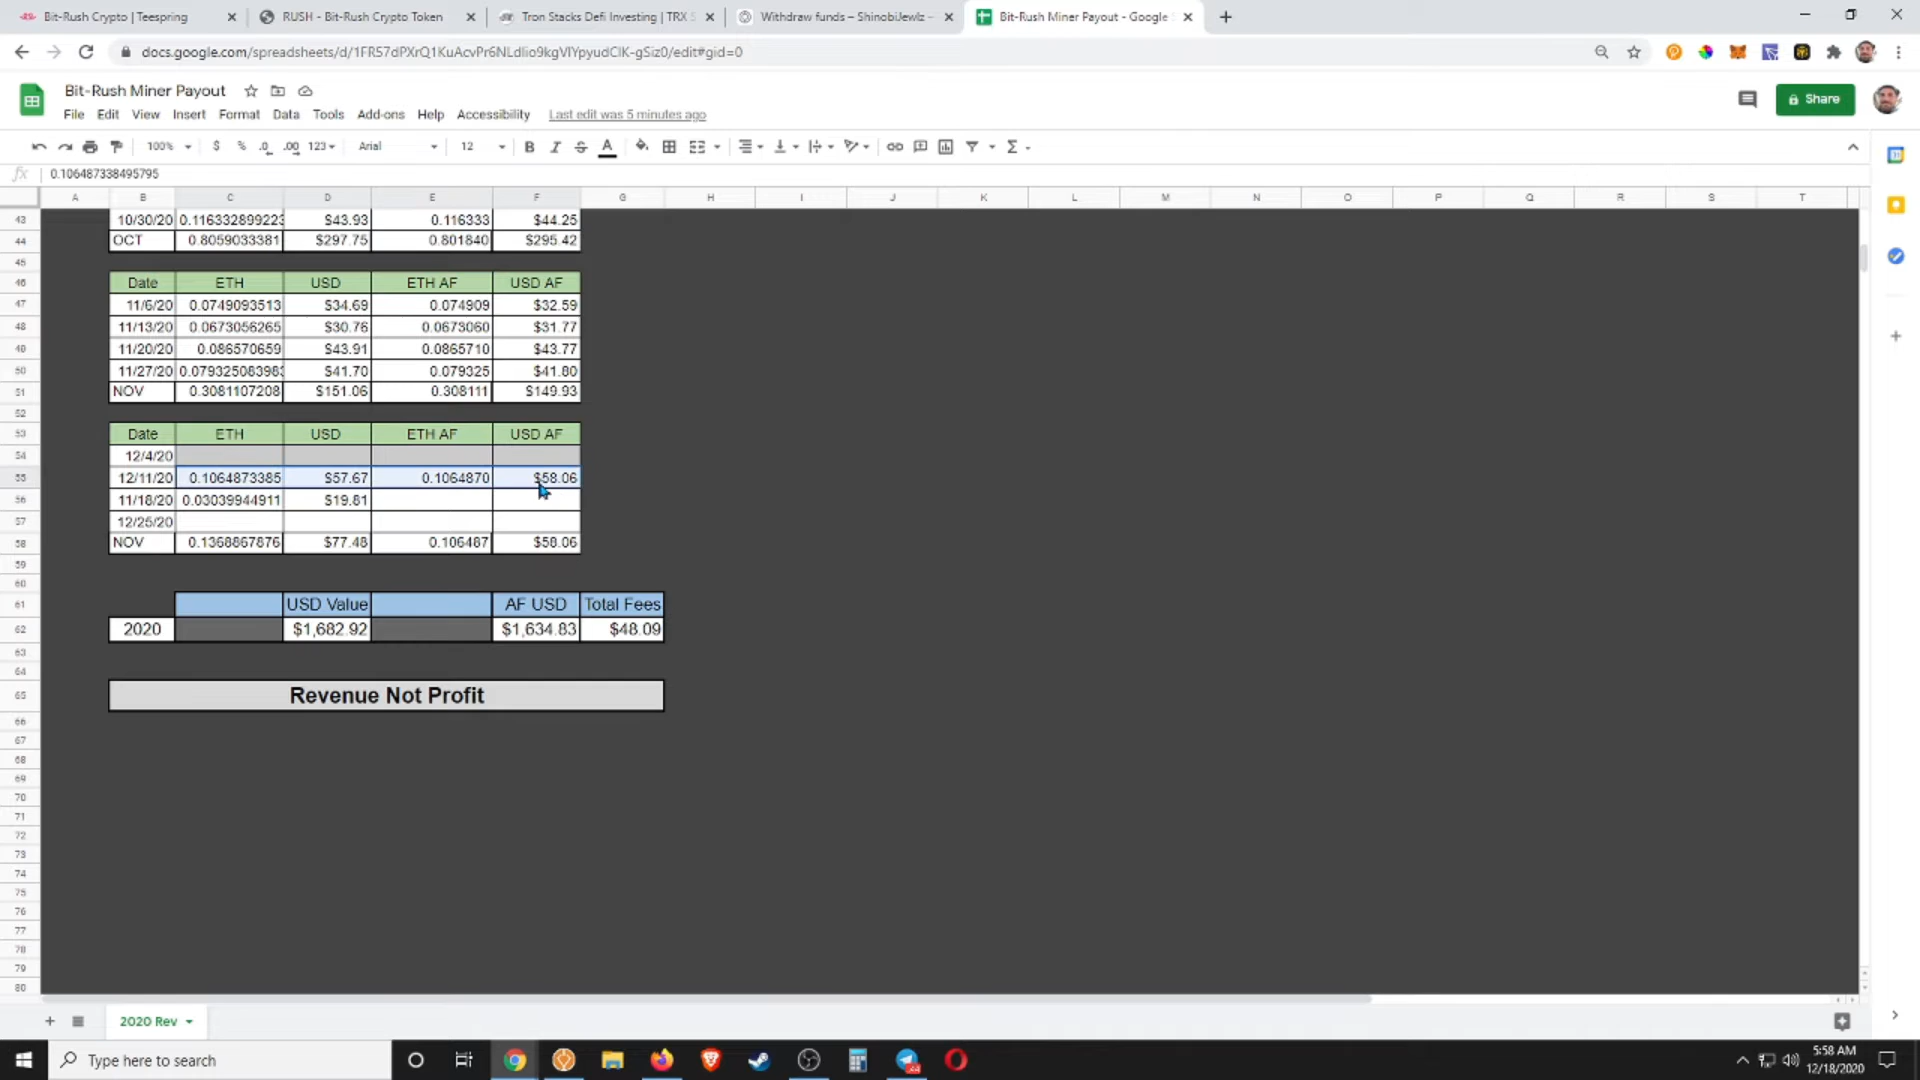 Bit-Rush Crypto | Teespring
RUSH - Bit-Rush Crypto Token
Tron Stacks Defi Investing | TRX S
Withdraw funds – ShinobiJewlz –
Bit-Rush Miner Payout - Google
Bit-Rush Miner Payout
File Edit View Insert Format Data Tools Add-ons Help Accessibility Last edit was 5 minutes ago
Share
100% $ % .0 .00 123 Arial 12 B I S A
fx 0.106487338495795
A B C D E F G H I J K L M N O P Q R S T
43 10/30/20 0.116332899223 $43.93 0.116333 $44.25
44 OCT 0.8059033381 $297.75 0.801840 $295.42
45
46 Date ETH USD ETH AF USD AF
47 11/6/20 0.0749093513 $34.69 0.074909 $32.59
48 11/13/20 0.0673056265 $30.76 0.0673060 $31.77
49 11/20/20 0.086570659 $43.91 0.0865710 $43.77
50 11/27/20 0.079325083983 $41.70 0.079325 $41.80
51 NOV 0.3081107208 $151.06 0.308111 $149.93
52
53 Date ETH USD ETH AF USD AF
54 12/4/20
55 12/11/20 0.1064873385 $57.67 0.1064870 $58.06
56 11/18/20 0.03039944911 $19.81
57 12/25/20
58 NOV 0.1368867876 $77.48 0.106487 $58.06
59
60
61 USD Value AF USD Total Fees
62 2020 $1,682.92 $1,634.83 $48.09
63
64
65 Revenue Not Profit
66
67
68
69
70
71
72
73
74
75
76
77
78
79
80
2020 Rev
Type here to search
5:58 AM
12/18/2020